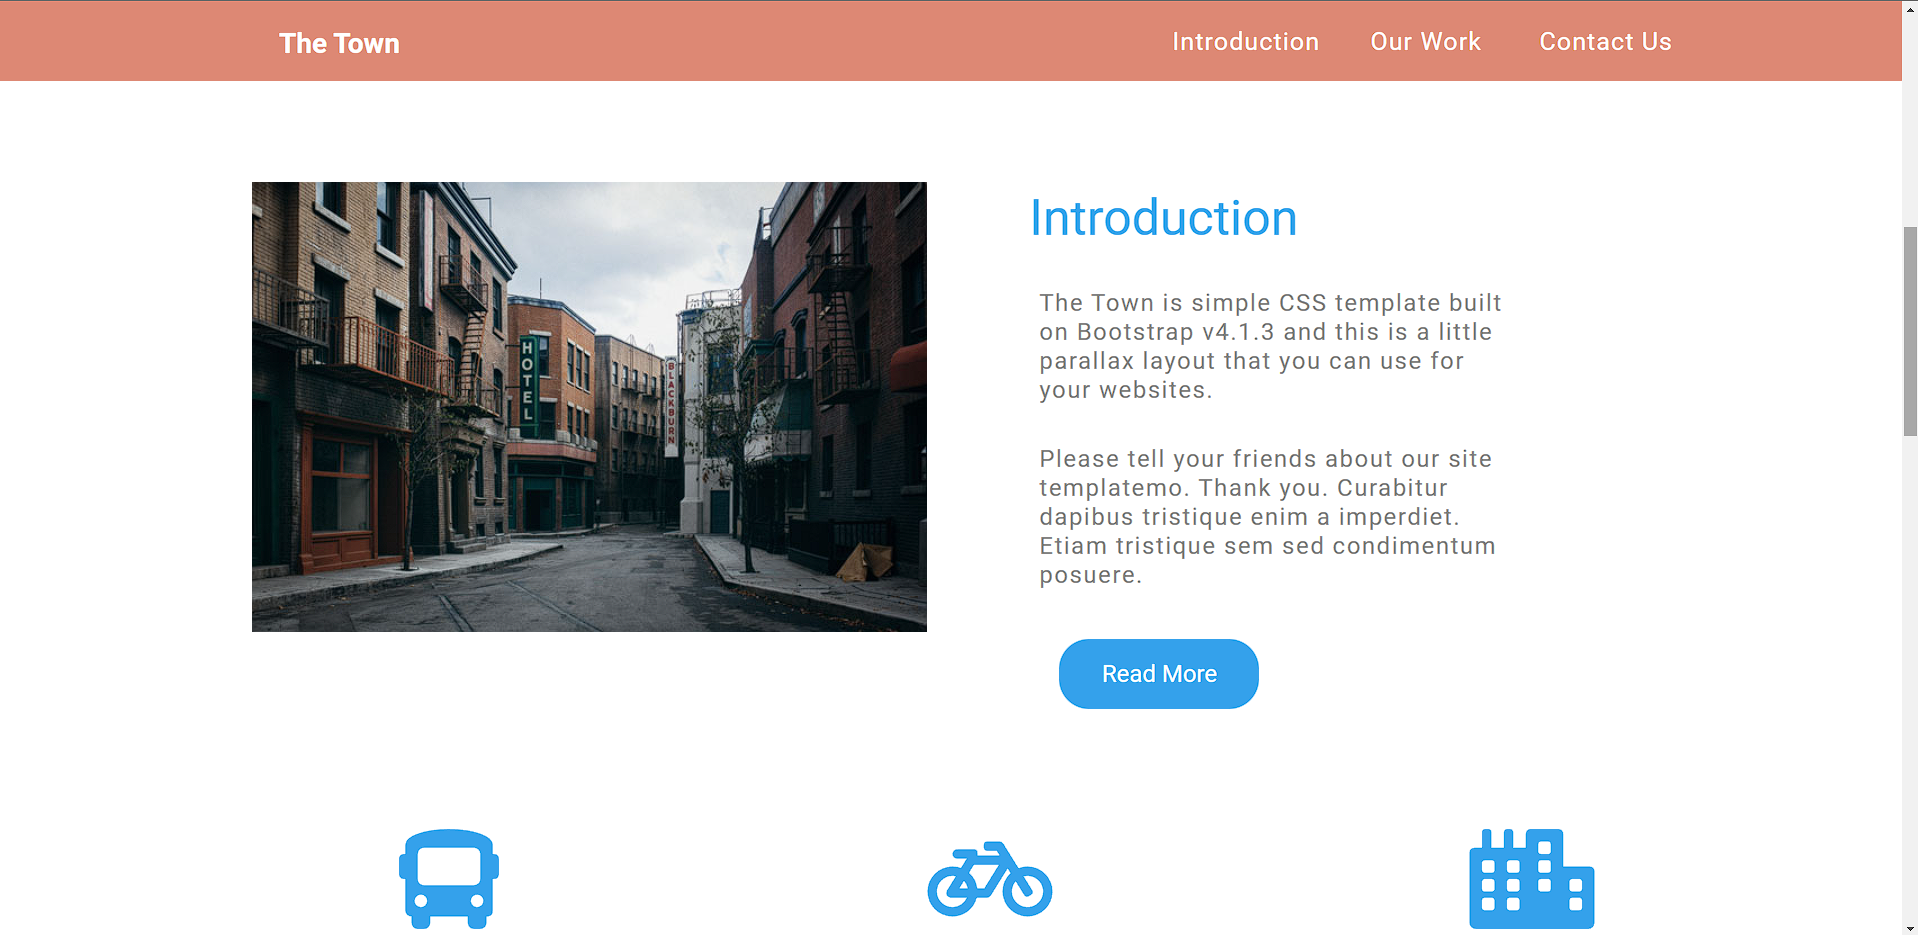 The Town
Introduction
Our Work
Contact Us
Introduction
The Town is simple CSS template built
on Bootstrap v4.1.3 and this is a little
parallax layout that you can use for
your websites.
Please tell your friends about our site
templatemo. Thank you. Curabitur
dapibus tristique enim a imperdiet.
Etiam tristique sem sed condimentum
posuere.
Read More
HOTEL
BLACKBURN